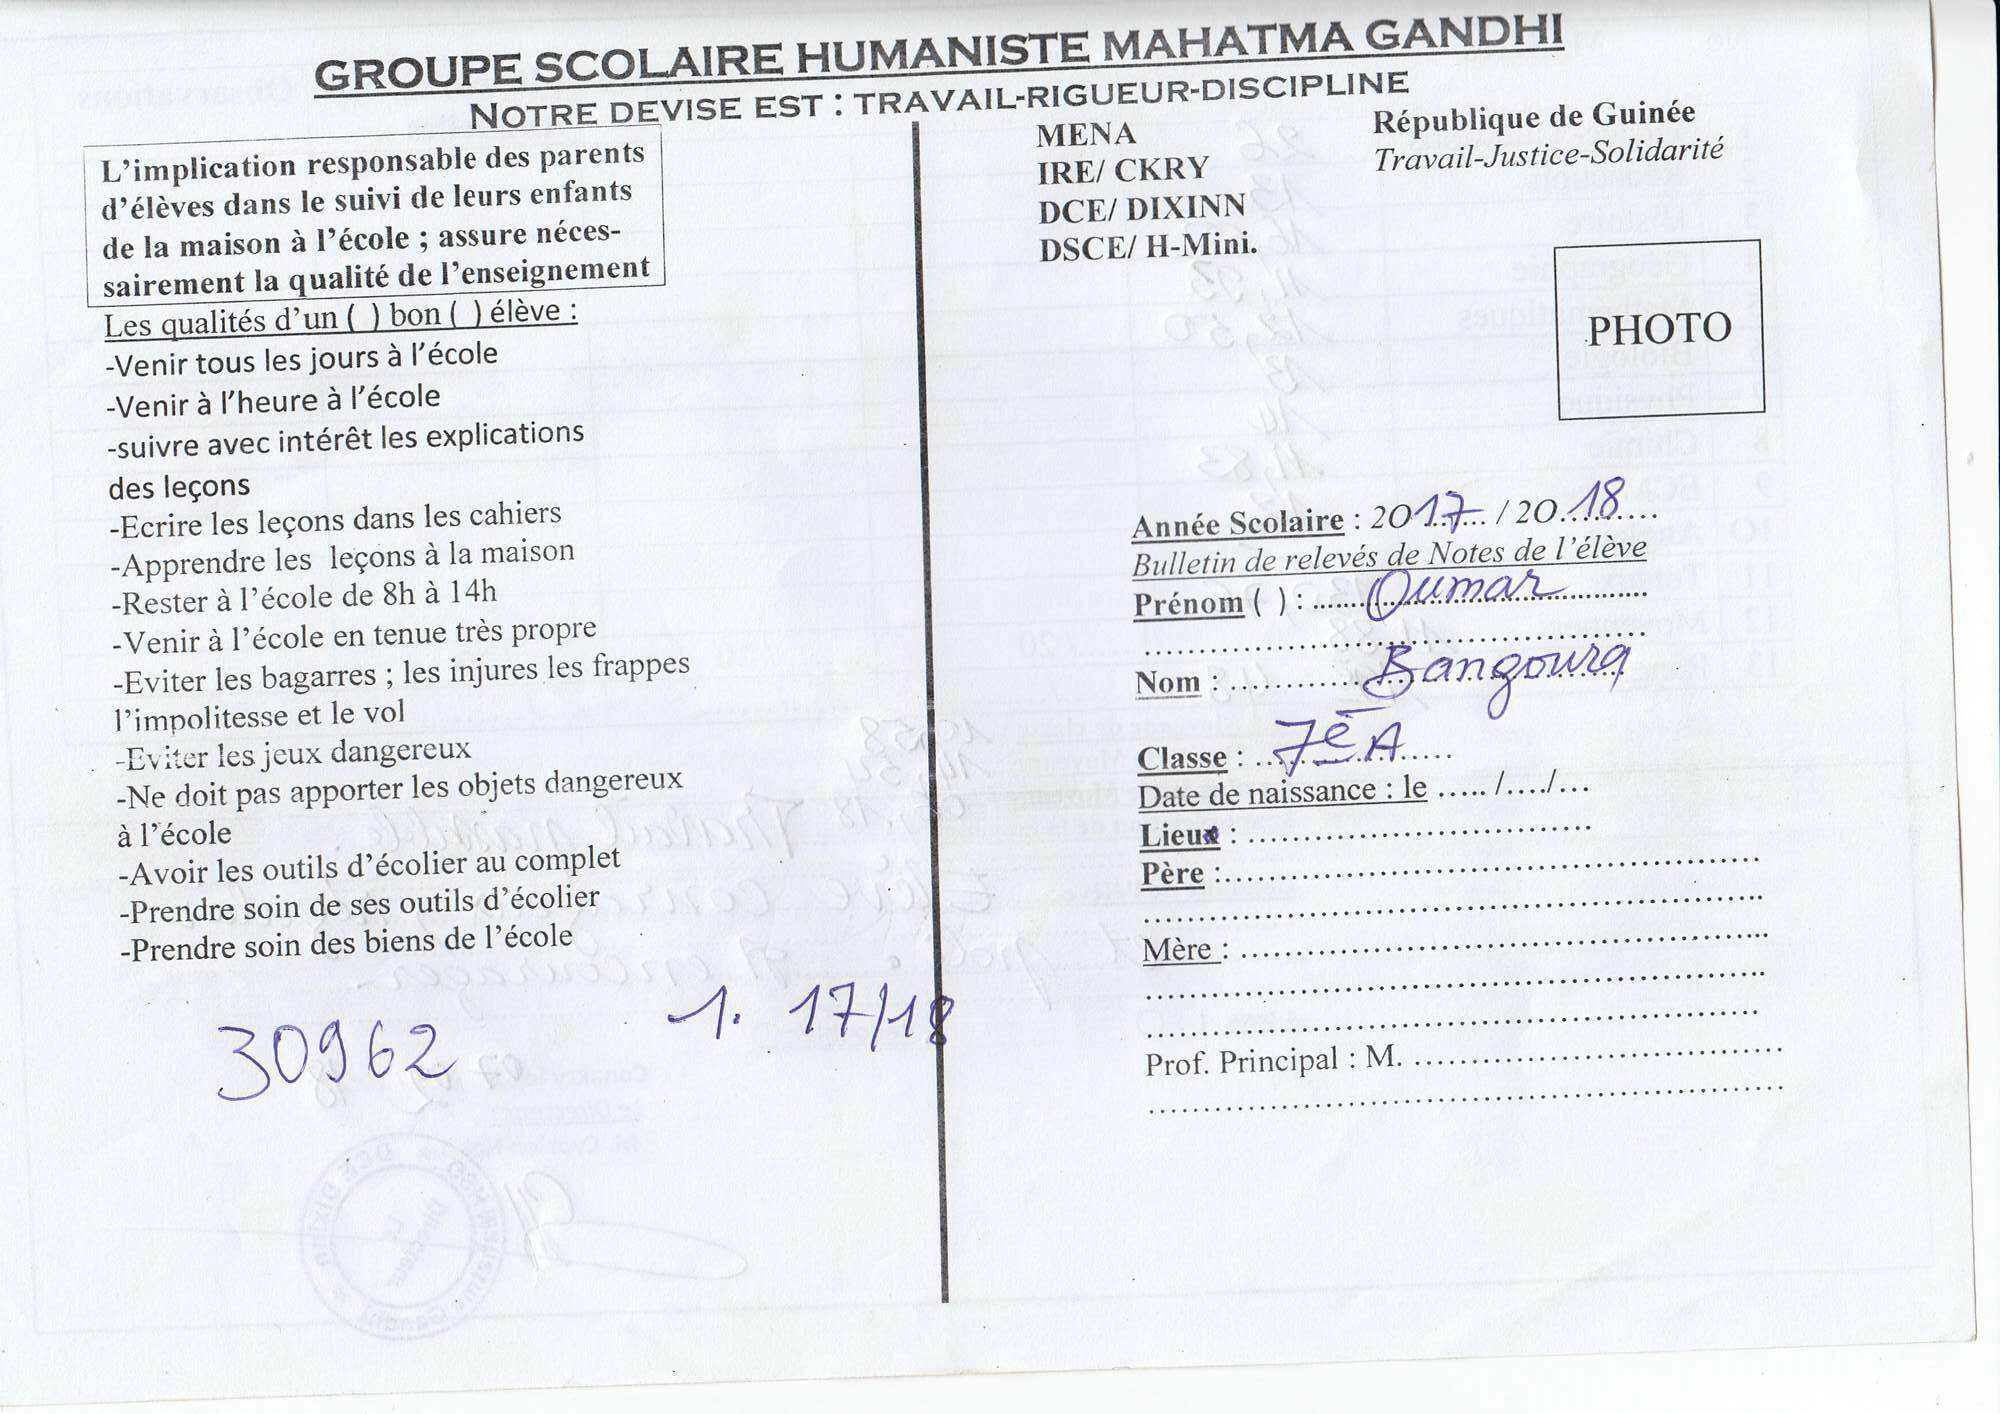 GROUPE SCOLAIRE HUMANISTE MAHATMA GANDHI
NOTRE DEVISE EST : TRAVAIL-RIGUEUR-DISCIPLINE
L'implication responsable des parents
d'élèves dans le suivi de leurs enfants
de la maison à l'école ; assure néces-
sairement la qualité de l'enseignement
Les qualités d'un ( ) bon ( ) élève :
-Venir tous les jours à l'école
-Venir à l'heure à l'école
-suivre avec intérêt les explications
des leçons
-Ecrire les leçons dans les cahiers
-Apprendre les leçons à la maison
-Rester à l'école de 8h à 14h
-Venir à l'école en tenue très propre
-Eviter les bagarres ; les injures les frappes
l'impolitesse et le vol
-Eviter les jeux dangereux
-Ne doit pas apporter les objets dangereux
à l'école
-Avoir les outils d'écolier au complet
-Prendre soin de ses outils d'écolier
-Prendre soin des biens de l'école
30962
1. 17/18
MENA
IRE/ CKRY
DCE/ DIXINN
DSCE/ H-Mini.
République de Guinée
Travail-Justice-Solidarité
PHOTO
Année Scolaire : 2017 / 2018
Bulletin de relevés de Notes de l'élève
Prénom ( ) : Oumar
Nom : Bangoura
Classe : 7è A
Date de naissance : le ..... /..../...
Lieux :
Père :
Mère :
Prof. Principal : M.